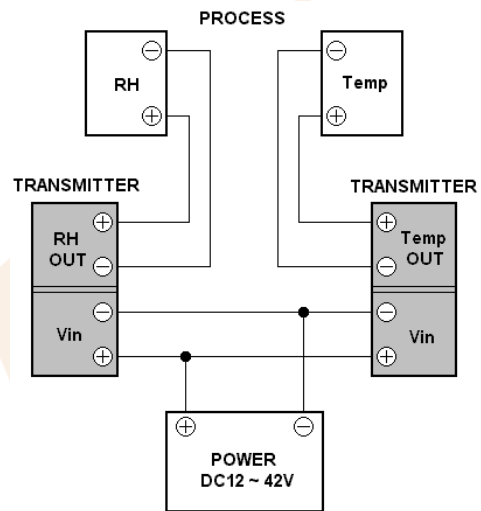 PROCESS
RH
Temp
TRANSMITTER
TRANSMITTER
RH
OUT
Temp
OUT
Vin
Vin
POWER
DC12 ~ 42V